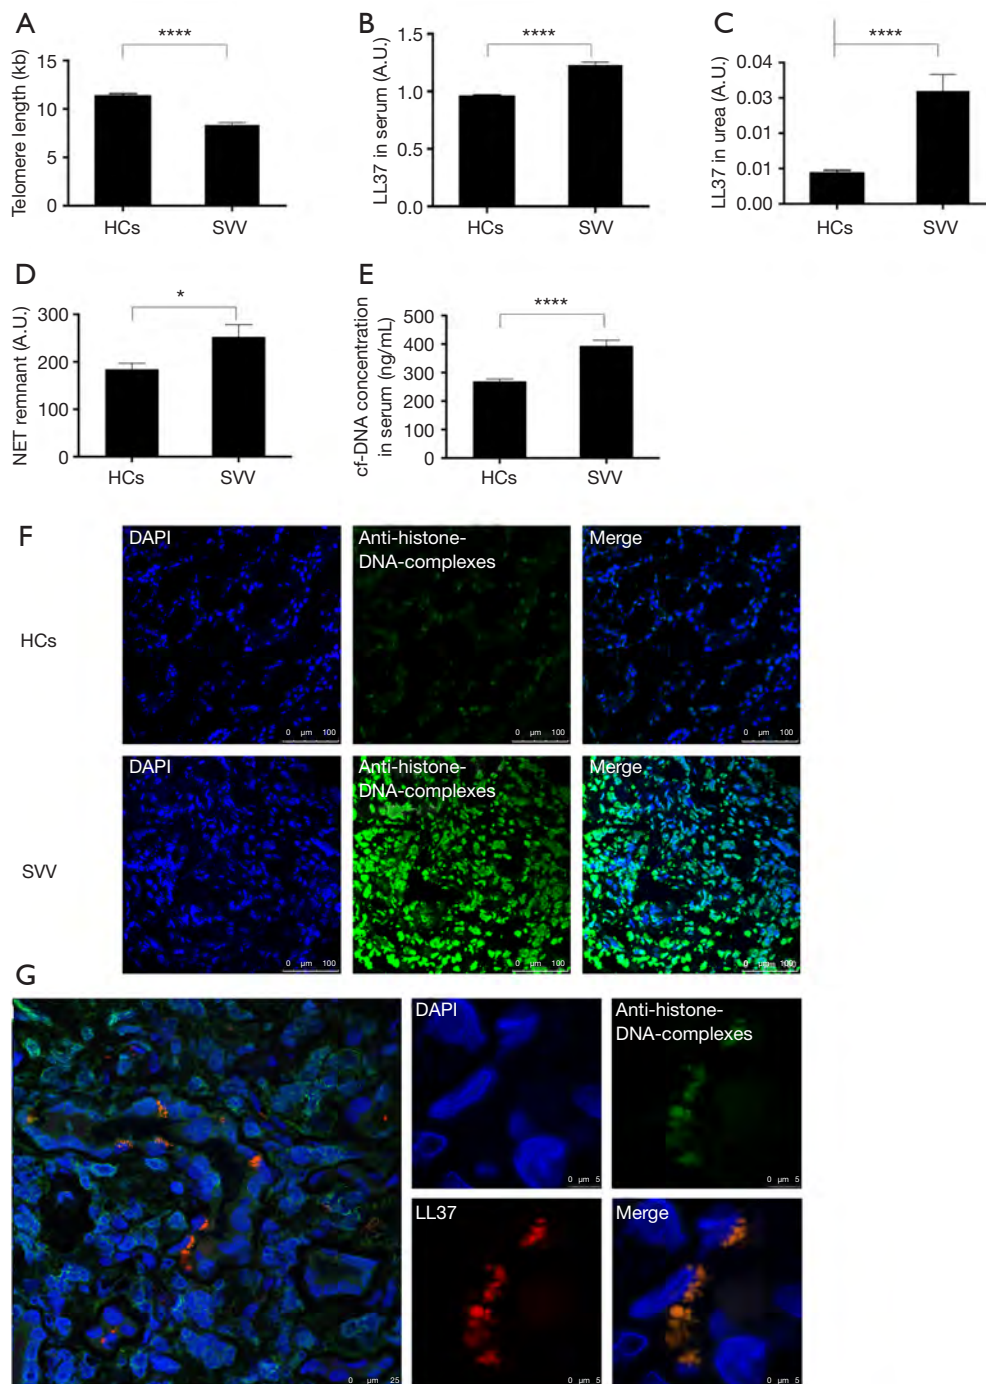 A
****
Telomere length (kb)
15
10
5
0
HCs SVV
B
****
LL37 in serum (A.U.)
1.5
1.0
0.5
0.0
HCs SVV
C
****
LL37 in urea (A.U.)
0.04
0.03
0.01
0.01
0.00
HCs SVV
D
*
NET remnant (A.U.)
300
200
100
0
HCs SVV
E
****
cf-DNA concentration
in serum (ng/mL)
500
400
300
200
100
0
HCs SVV
F
HCs
DAPI
0 µm 100
Anti-histone-
DNA-complexes
0 µm 100
Merge
0 µm 100
SVV
DAPI
0 µm 100
Anti-histone-
DNA-complexes
0 µm 100
Merge
0 µm
G
0 µm 25
DAPI
0 µm 5
Anti-histone-
DNA-complexes
0 µm 5
LL37
0 µm 5
Merge
0 µm 5